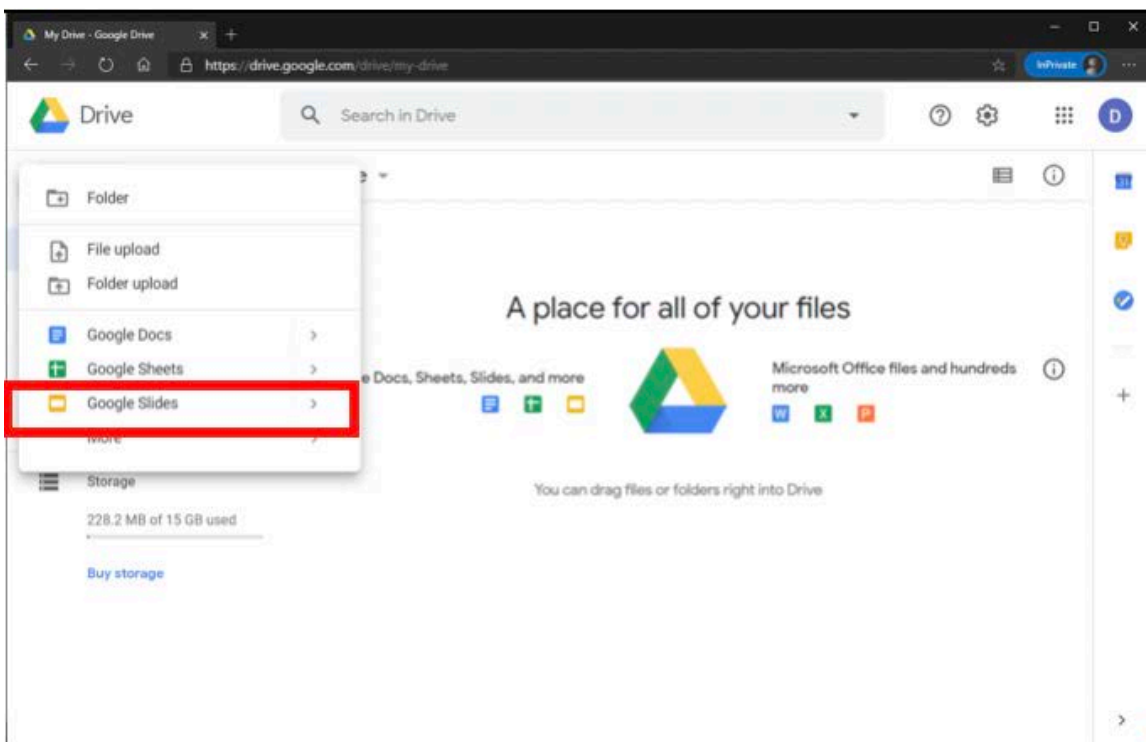 My Drive - Google Drive
https://drive.google.com/drive/my-drive
InPrivate
Drive
Search in Drive
D
e
Folder
31
File upload
Folder upload
A place for all of your files
Google Docs
Google Sheets
e Docs, Sheets, Slides, and more
Microsoft Office files and hundreds
more
Google Slides
W X P
More
Storage
You can drag files or folders right into Drive
228.2 MB of 15 GB used
Buy storage